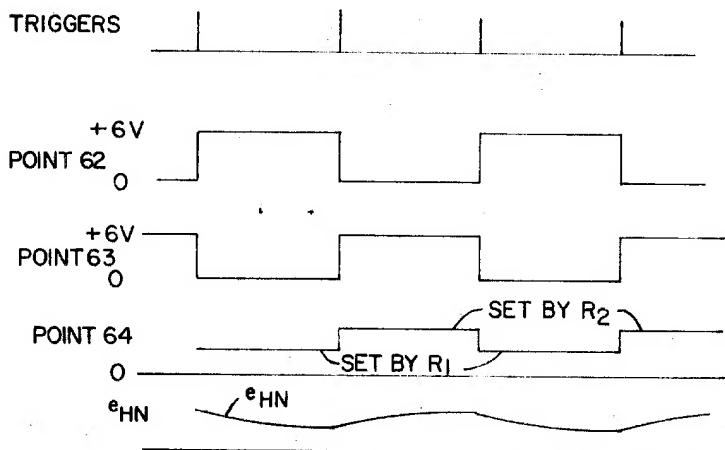 TRIGGERS
+6V
POINT 62
0
+6V
POINT 63
0
SET BY R2
POINT 64
SET BY R1
0
eHN
eHN